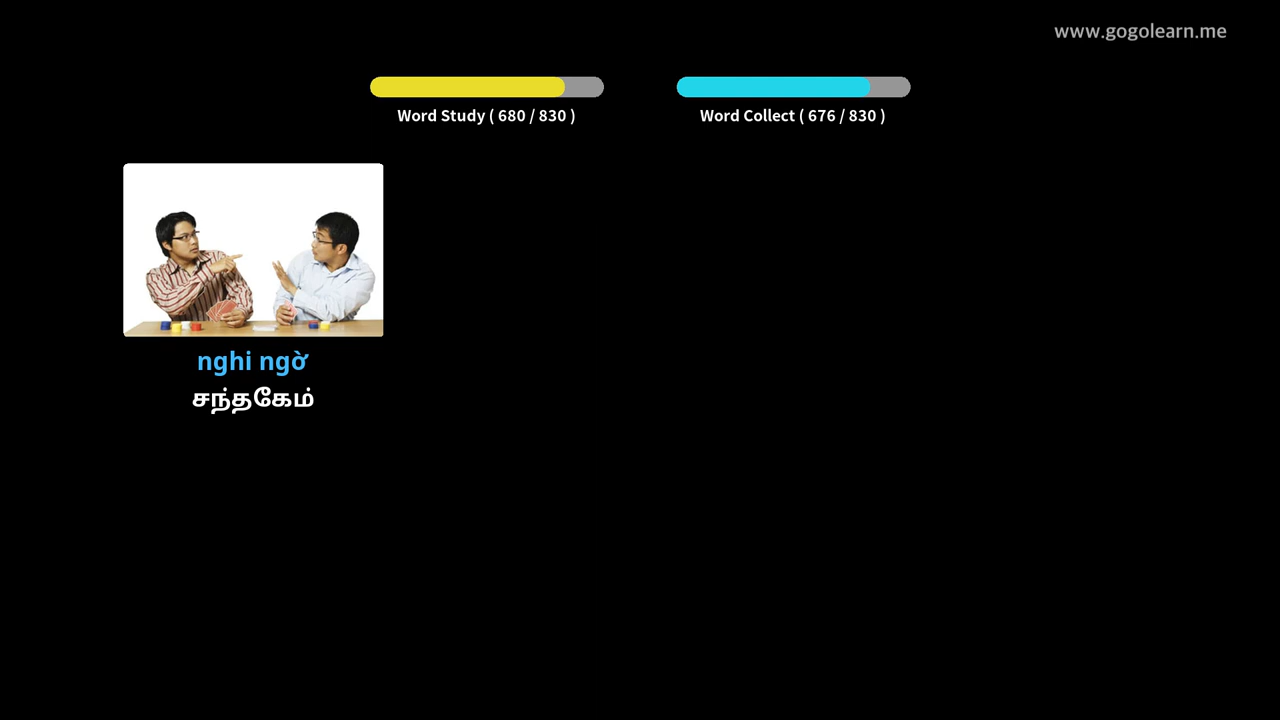 www.gogolearn.me
Word Study ( 680 / 830 )
Word Collect ( 676 / 830 )
nghi ngờ
சந்தகேம்